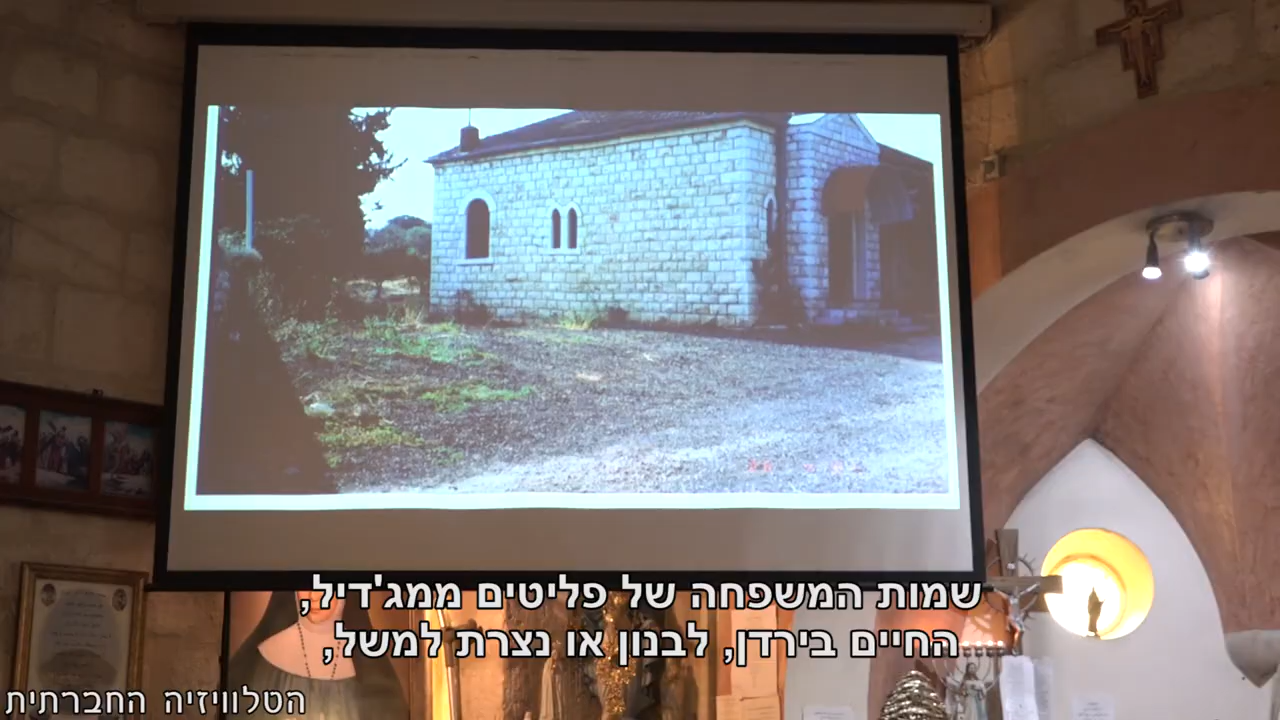 שמות המשפחה של פליטים ממג'דיל,
החיים בירדן, לבנון או נצרת למשל,
הטלוויזיה החברתית